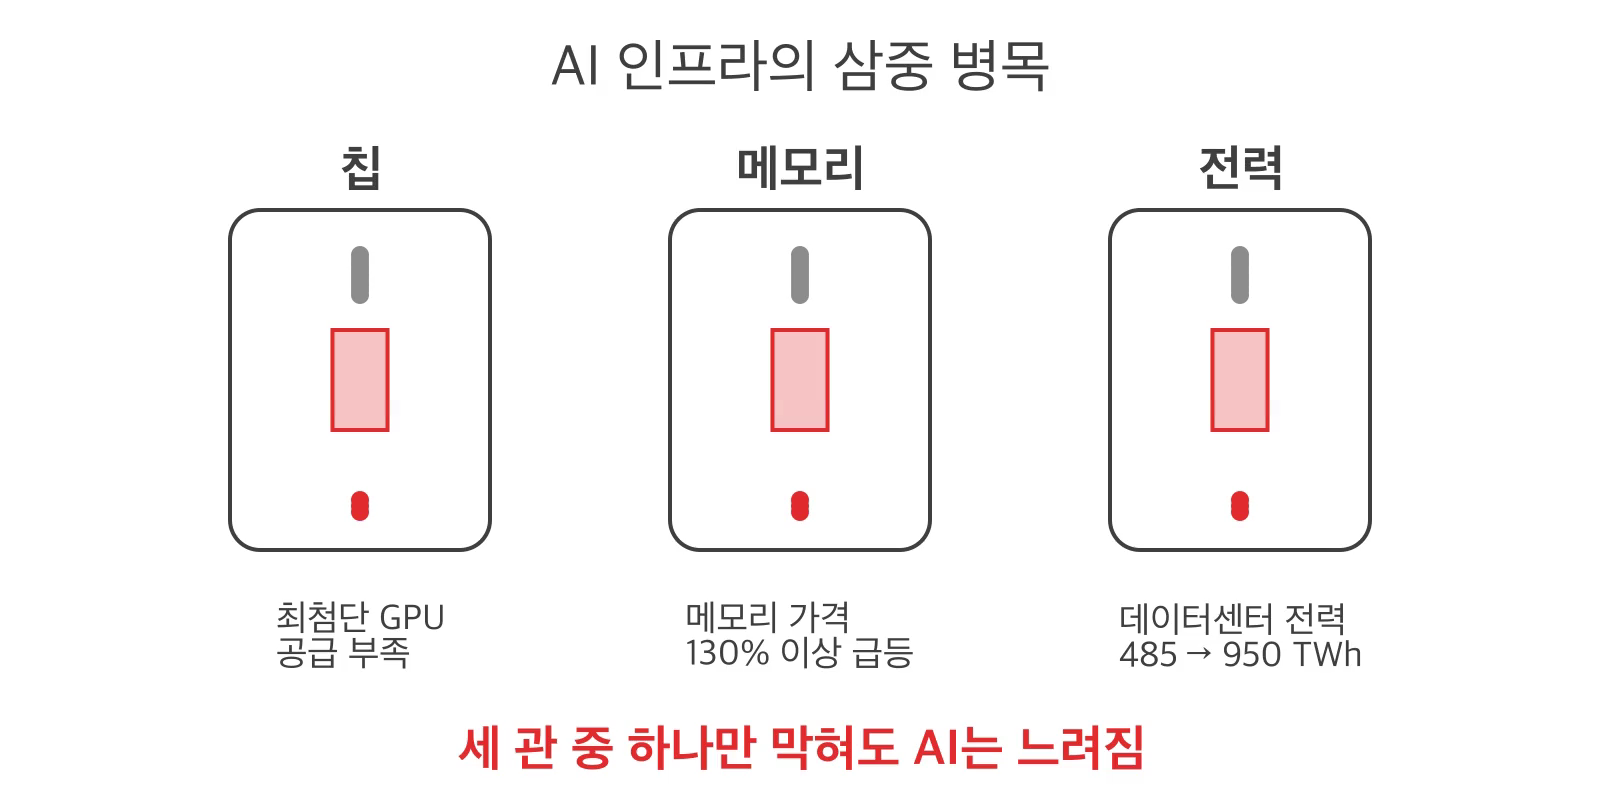 AI 인프라의 삼중 병목
칩
메모리
전력
최첨단 GPU
공급 부족
메모리 가격
130% 이상 급등
데이터센터 전력
485 → 950 TWh
세 관 중 하나만 막혀도 AI는 느려짐